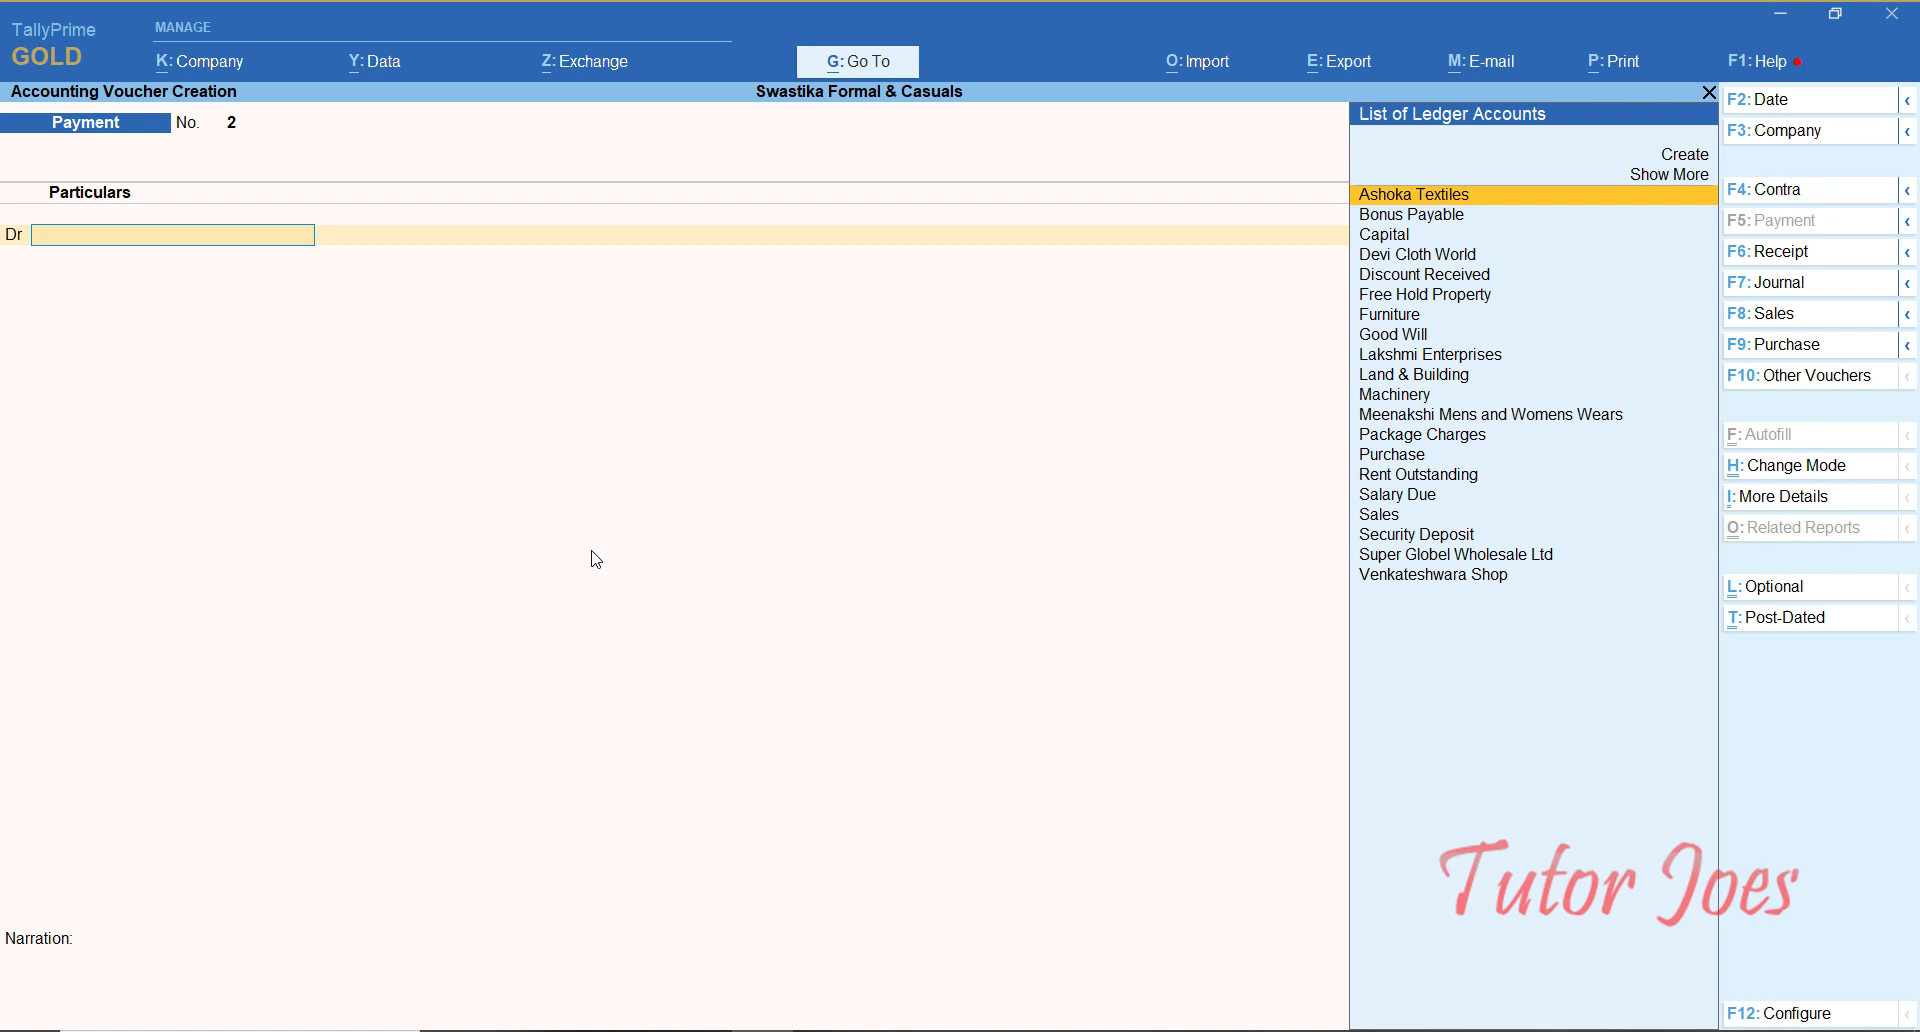 TallyPrime
GOLD
MANAGE
K: Company
Y: Data
Z: Exchange
G: Go To
O: Import
E: Export
M: E-mail
P: Print
F1: Help
Accounting Voucher Creation
Swastika Formal & Casuals
Payment No. 2
Particulars
Dr
Narration:
List of Ledger Accounts
Create
Show More
Ashoka Textiles
Bonus Payable
Capital
Devi Cloth World
Discount Received
Free Hold Property
Furniture
Good Will
Lakshmi Enterprises
Land & Building
Machinery
Meenakshi Mens and Womens Wears
Package Charges
Purchase
Rent Outstanding
Salary Due
Sales
Security Deposit
Super Globel Wholesale Ltd
Venkateshwara Shop
F2: Date
F3: Company
F4: Contra
F5: Payment
F6: Receipt
F7: Journal
F8: Sales
F9: Purchase
F10: Other Vouchers
F: Autofill
H: Change Mode
I: More Details
O: Related Reports
L: Optional
T: Post-Dated
Tutor Joes
F12: Configure